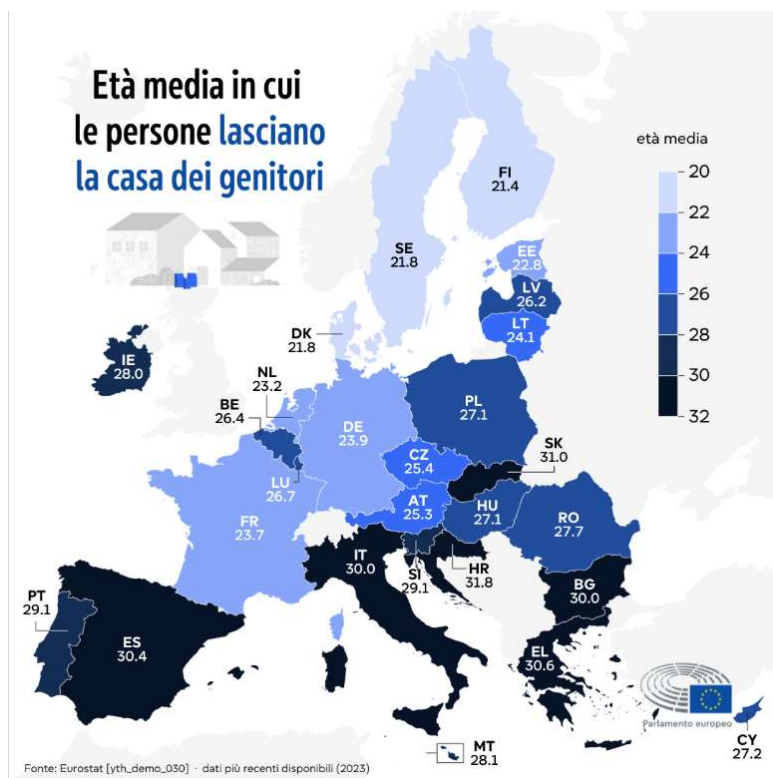 Età media in cui
le persone lasciano
la casa dei genitori
età media
20
22
24
26
28
30
32
FI
21.4
SE
21.8
EE
22.8
LV
26.2
LT
24.1
DK
21.8
IE
28.0
NL
23.2
BE
26.4
DE
23.9
PL
27.1
LU
26.7
CZ
25.4
SK
31.0
FR
23.7
AT
25.3
HU
27.1
RO
27.7
IT
30.0
SI
29.1
HR
31.8
BG
30.0
PT
29.1
ES
30.4
EL
30.6
Parlamento europeo
CY
27.2
MT
28.1
Fonte: Eurostat [yth_demo_030] · dati più recenti disponibili (2023)